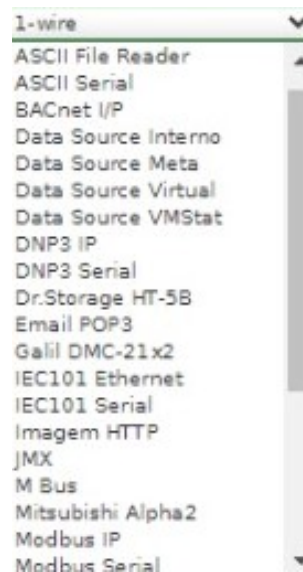 1-wire
ASCII File Reader
ASCII Serial
BACnet I/P
Data Source Interno
Data Source Meta
Data Source Virtual
Data Source VMStat
DNP3 IP
DNP3 Serial
Dr.Storage HT-5B
Email POP3
Galil DMC-21x2
IEC101 Ethernet
IEC101 Serial
Imagem HTTP
JMX
M Bus
Mitsubishi Alpha2
Modbus IP
Modbus Serial